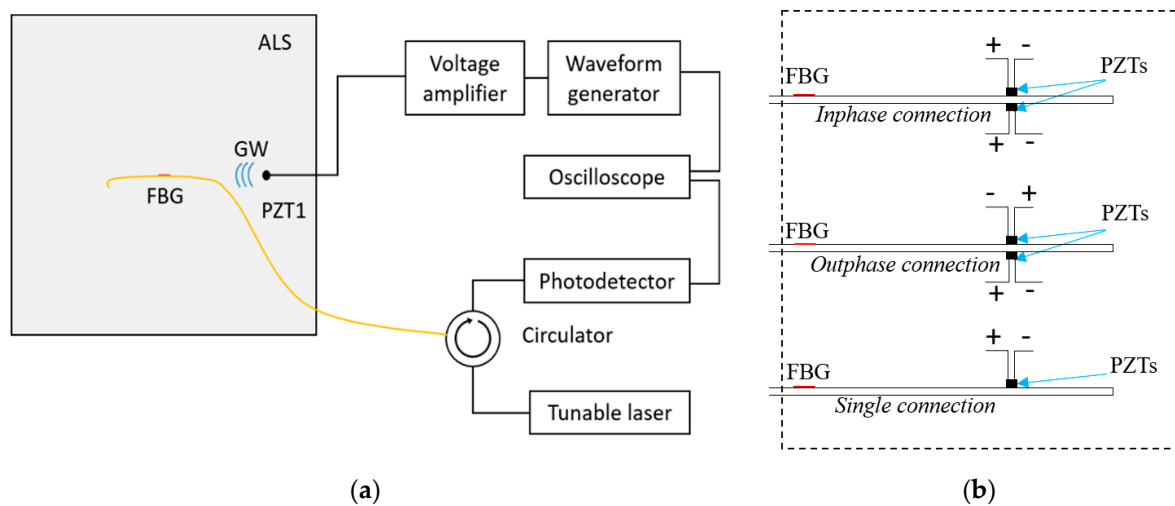 ALS
GW
FBG
PZT1
Voltage
amplifier
Waveform
generator
Oscilloscope
Photodetector
Circulator
Tunable laser
(a)
+ -
PZTs
FBG
Inphase connection
+ -
- +
PZTs
FBG
Outphase connection
+ -
+ -
PZTs
FBG
Single connection
(b)